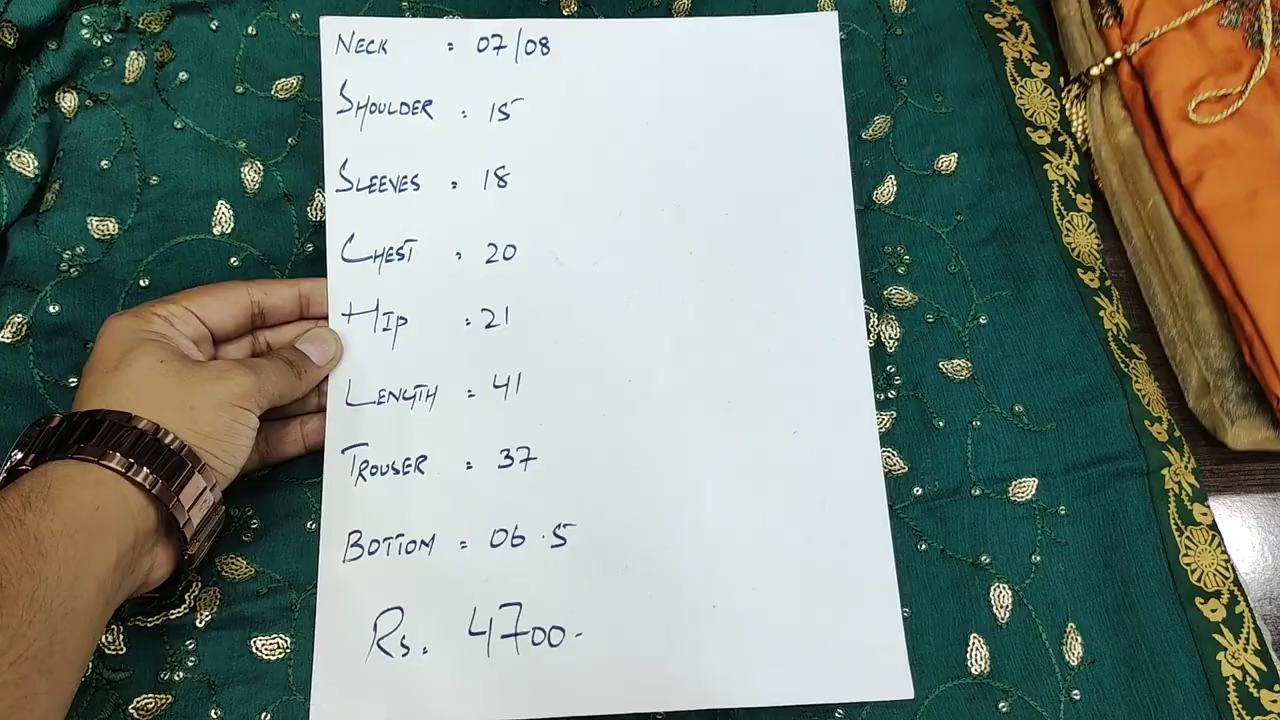 NECK : 07/08
SHOULDER : 15
SLEEVES : 18
CHEST : 20
HIP : 21
LENGTH : 41
TROUSER : 37
BOTTOM : 06.5
Rs. 4700-